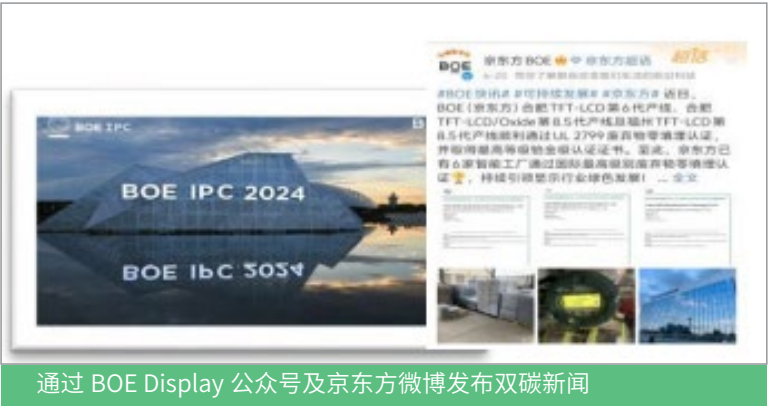 BOE IPC
BOE IPC 2024
BOE
京东方BOE 京东方超话
#BOE快讯# #可持续发展# #京东方# 近日，
BOE（京东方）合肥TFT-LCD第6代产线、合肥
TFT-LCD/Oxide第8.5代产线及福州TFT-LCD第
8.5代产线顺利通过UL 2799废弃物零填埋认证，
并取得最高等级铂金级认证证书。至此，京东方已
有6家智能工厂通过国际最高级别废弃物零填埋认
证，持续引领显示行业绿色发展！ ... 全文
通过 BOE Display 公众号及京东方微博发布双碳新闻